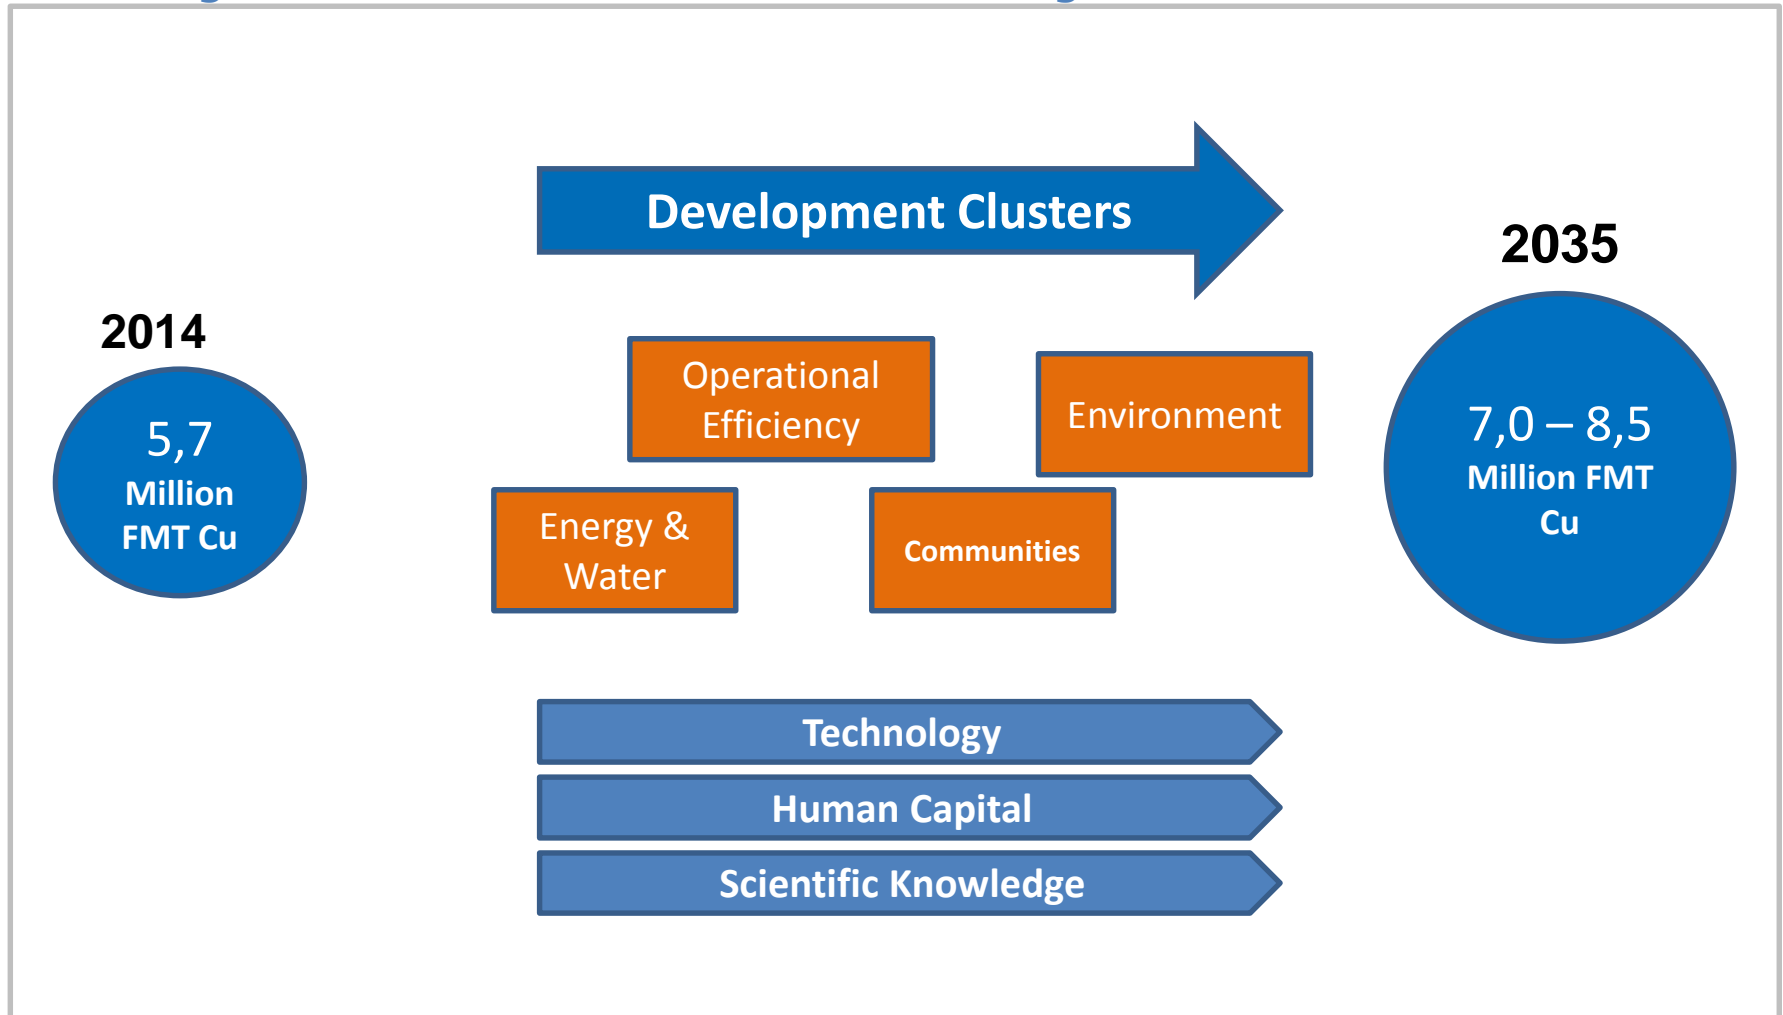 Development Clusters
2035
2014
Operational
Efficiency
Environment
5,7
Million
FMT Cu
7,0 – 8,5
Million FMT
Cu
Energy &
Water
Communities
Technology
Human Capital
Scientific Knowledge